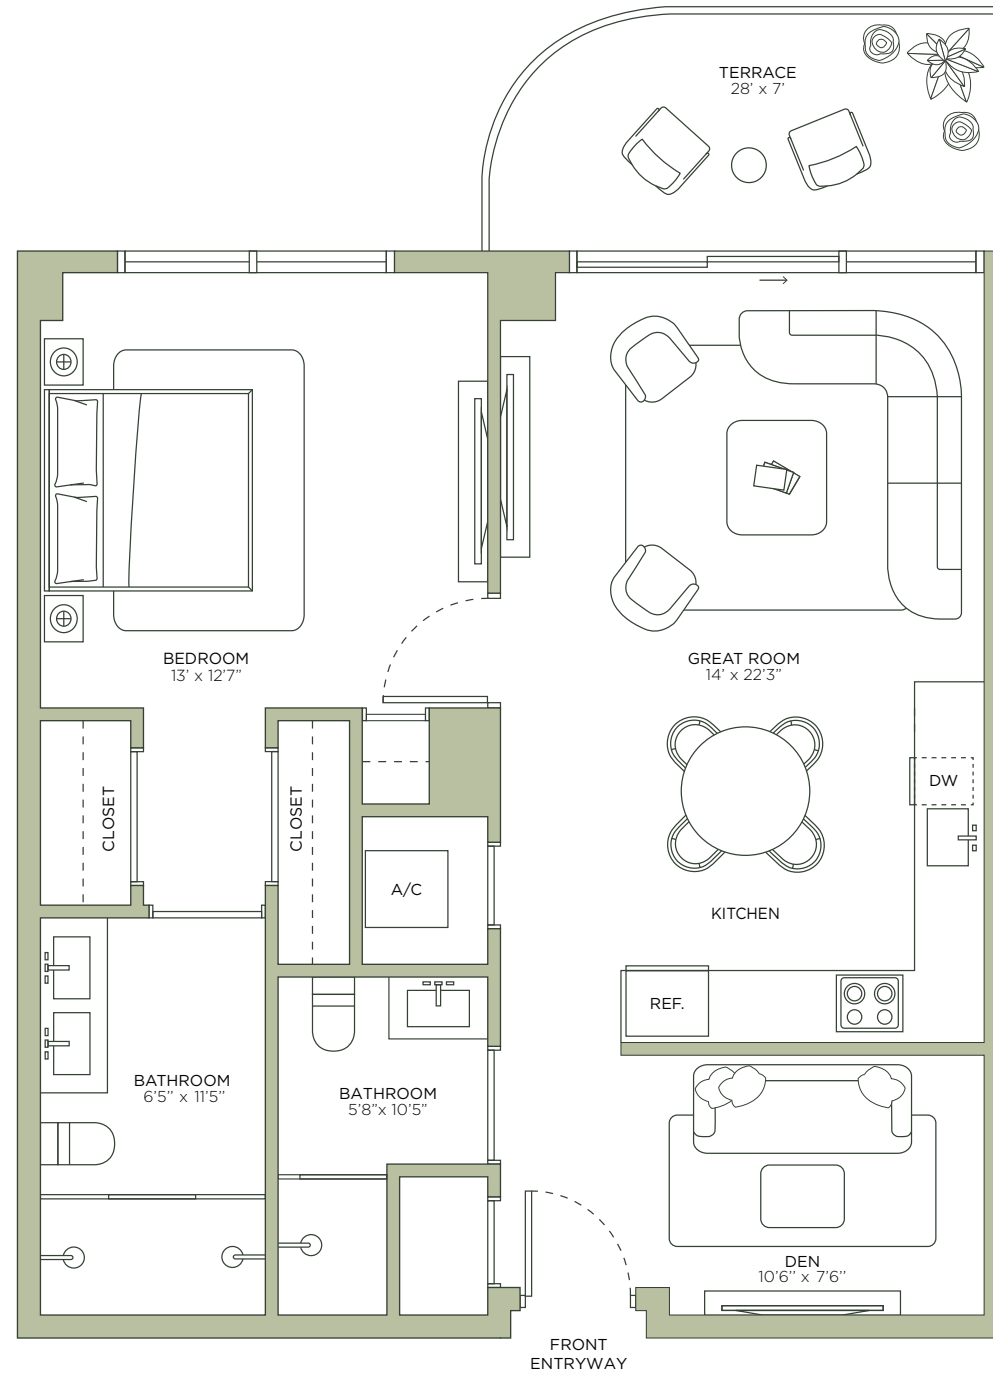 TERRACE
28’ x 7’
BEDROOM
13’ x 12’7”
GREAT ROOM
14’ x 22’3”
CLOSET
CLOSET
DW
A/C
KITCHEN
REF.
BATHROOM
6’5’’ x 11’5’’
BATHROOM
5’8”x 10’5”
DEN
10’6’’ x 7’6’’
FRONT
ENTRYWAY